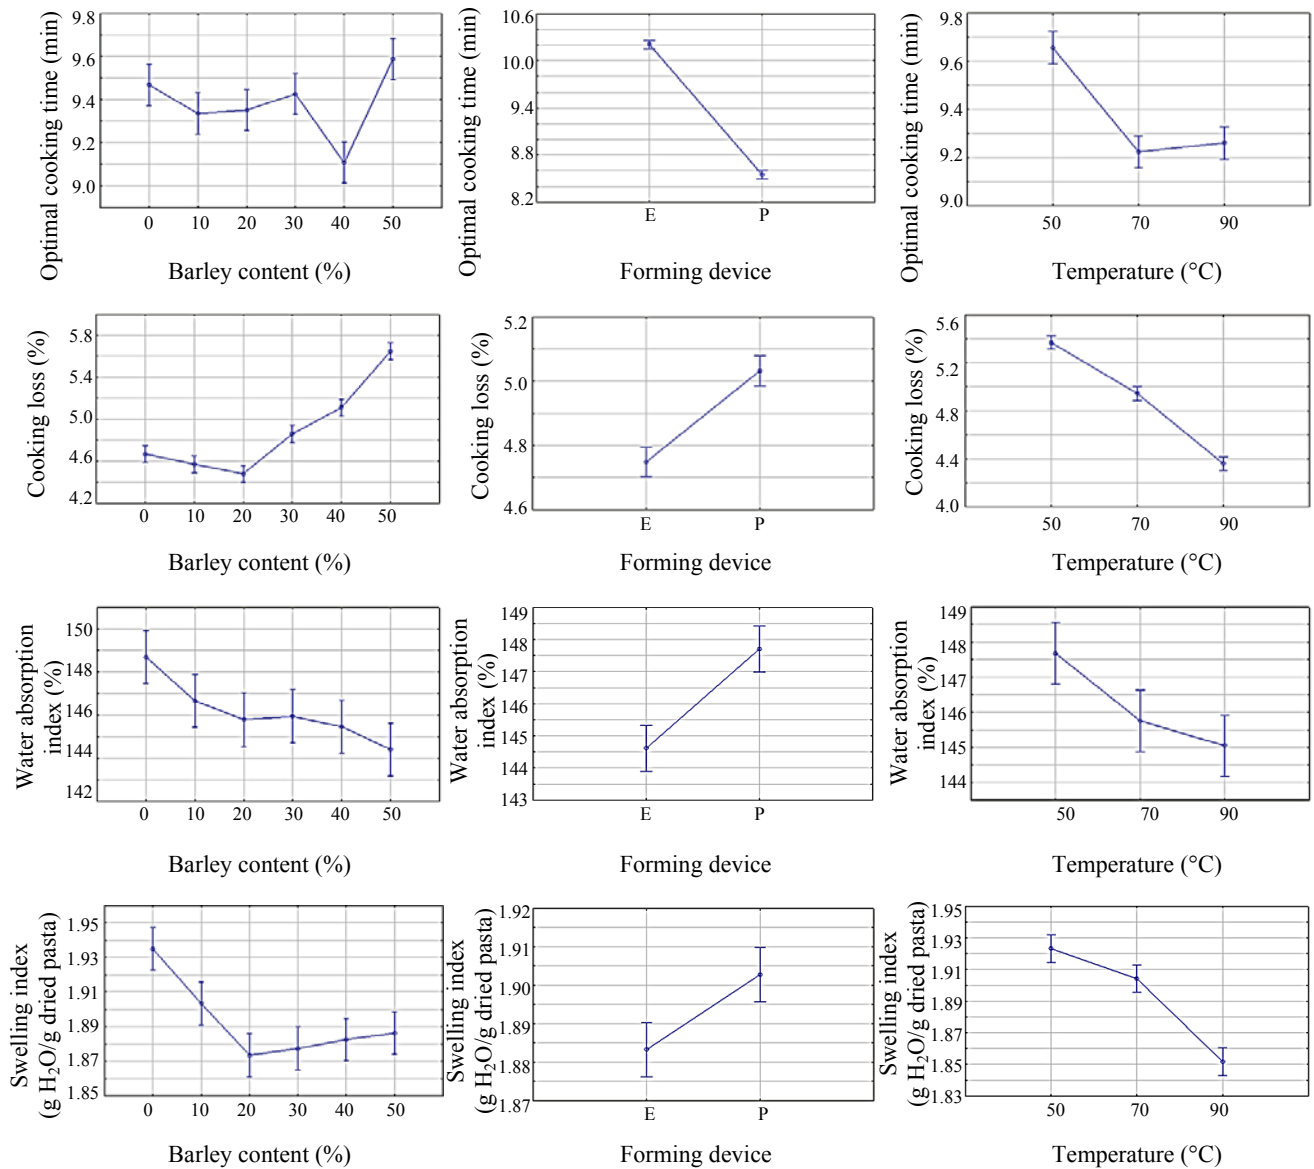 Optimal cooking time (min)
9.8
9.6
9.4
9.2
9.0
0 10 20 30 40 50
Barley content (%)
Optimal cooking time (min)
10.6
10.0
9.4
8.8
8.2
E P
Forming device
Optimal cooking time (min)
9.8
9.6
9.4
9.2
9.0
50 70 90
Temperature (°C)
Cooking loss (%)
5.8
5.4
5.0
4.6
4.2
0 10 20 30 40 50
Barley content (%)
Cooking loss (%)
5.2
5.0
4.8
4.6
E P
Forming device
Cooking loss (%)
5.6
5.2
4.8
4.4
4.0
50 70 90
Temperature (°C)
Water absorption
index (%)
150
148
146
144
142
0 10 20 30 40 50
Barley content (%)
Water absorption
index (%)
149
148
147
146
145
144
143
E P
Forming device
Water absorption
index (%)
149
148
147
146
145
144
50 70 90
Temperature (°C)
Swelling index
(g H₂O/g dried pasta)
1.95
1.93
1.91
1.89
1.87
1.85
0 10 20 30 40 50
Barley content (%)
Swelling index
(g H₂O/g dried pasta)
1.92
1.91
1.90
1.89
1.88
1.87
E P
Forming device
Swelling index
(g H₂O/g dried pasta)
1.95
1.93
1.91
1.89
1.87
1.85
1.83
50 70 90
Temperature (°C)